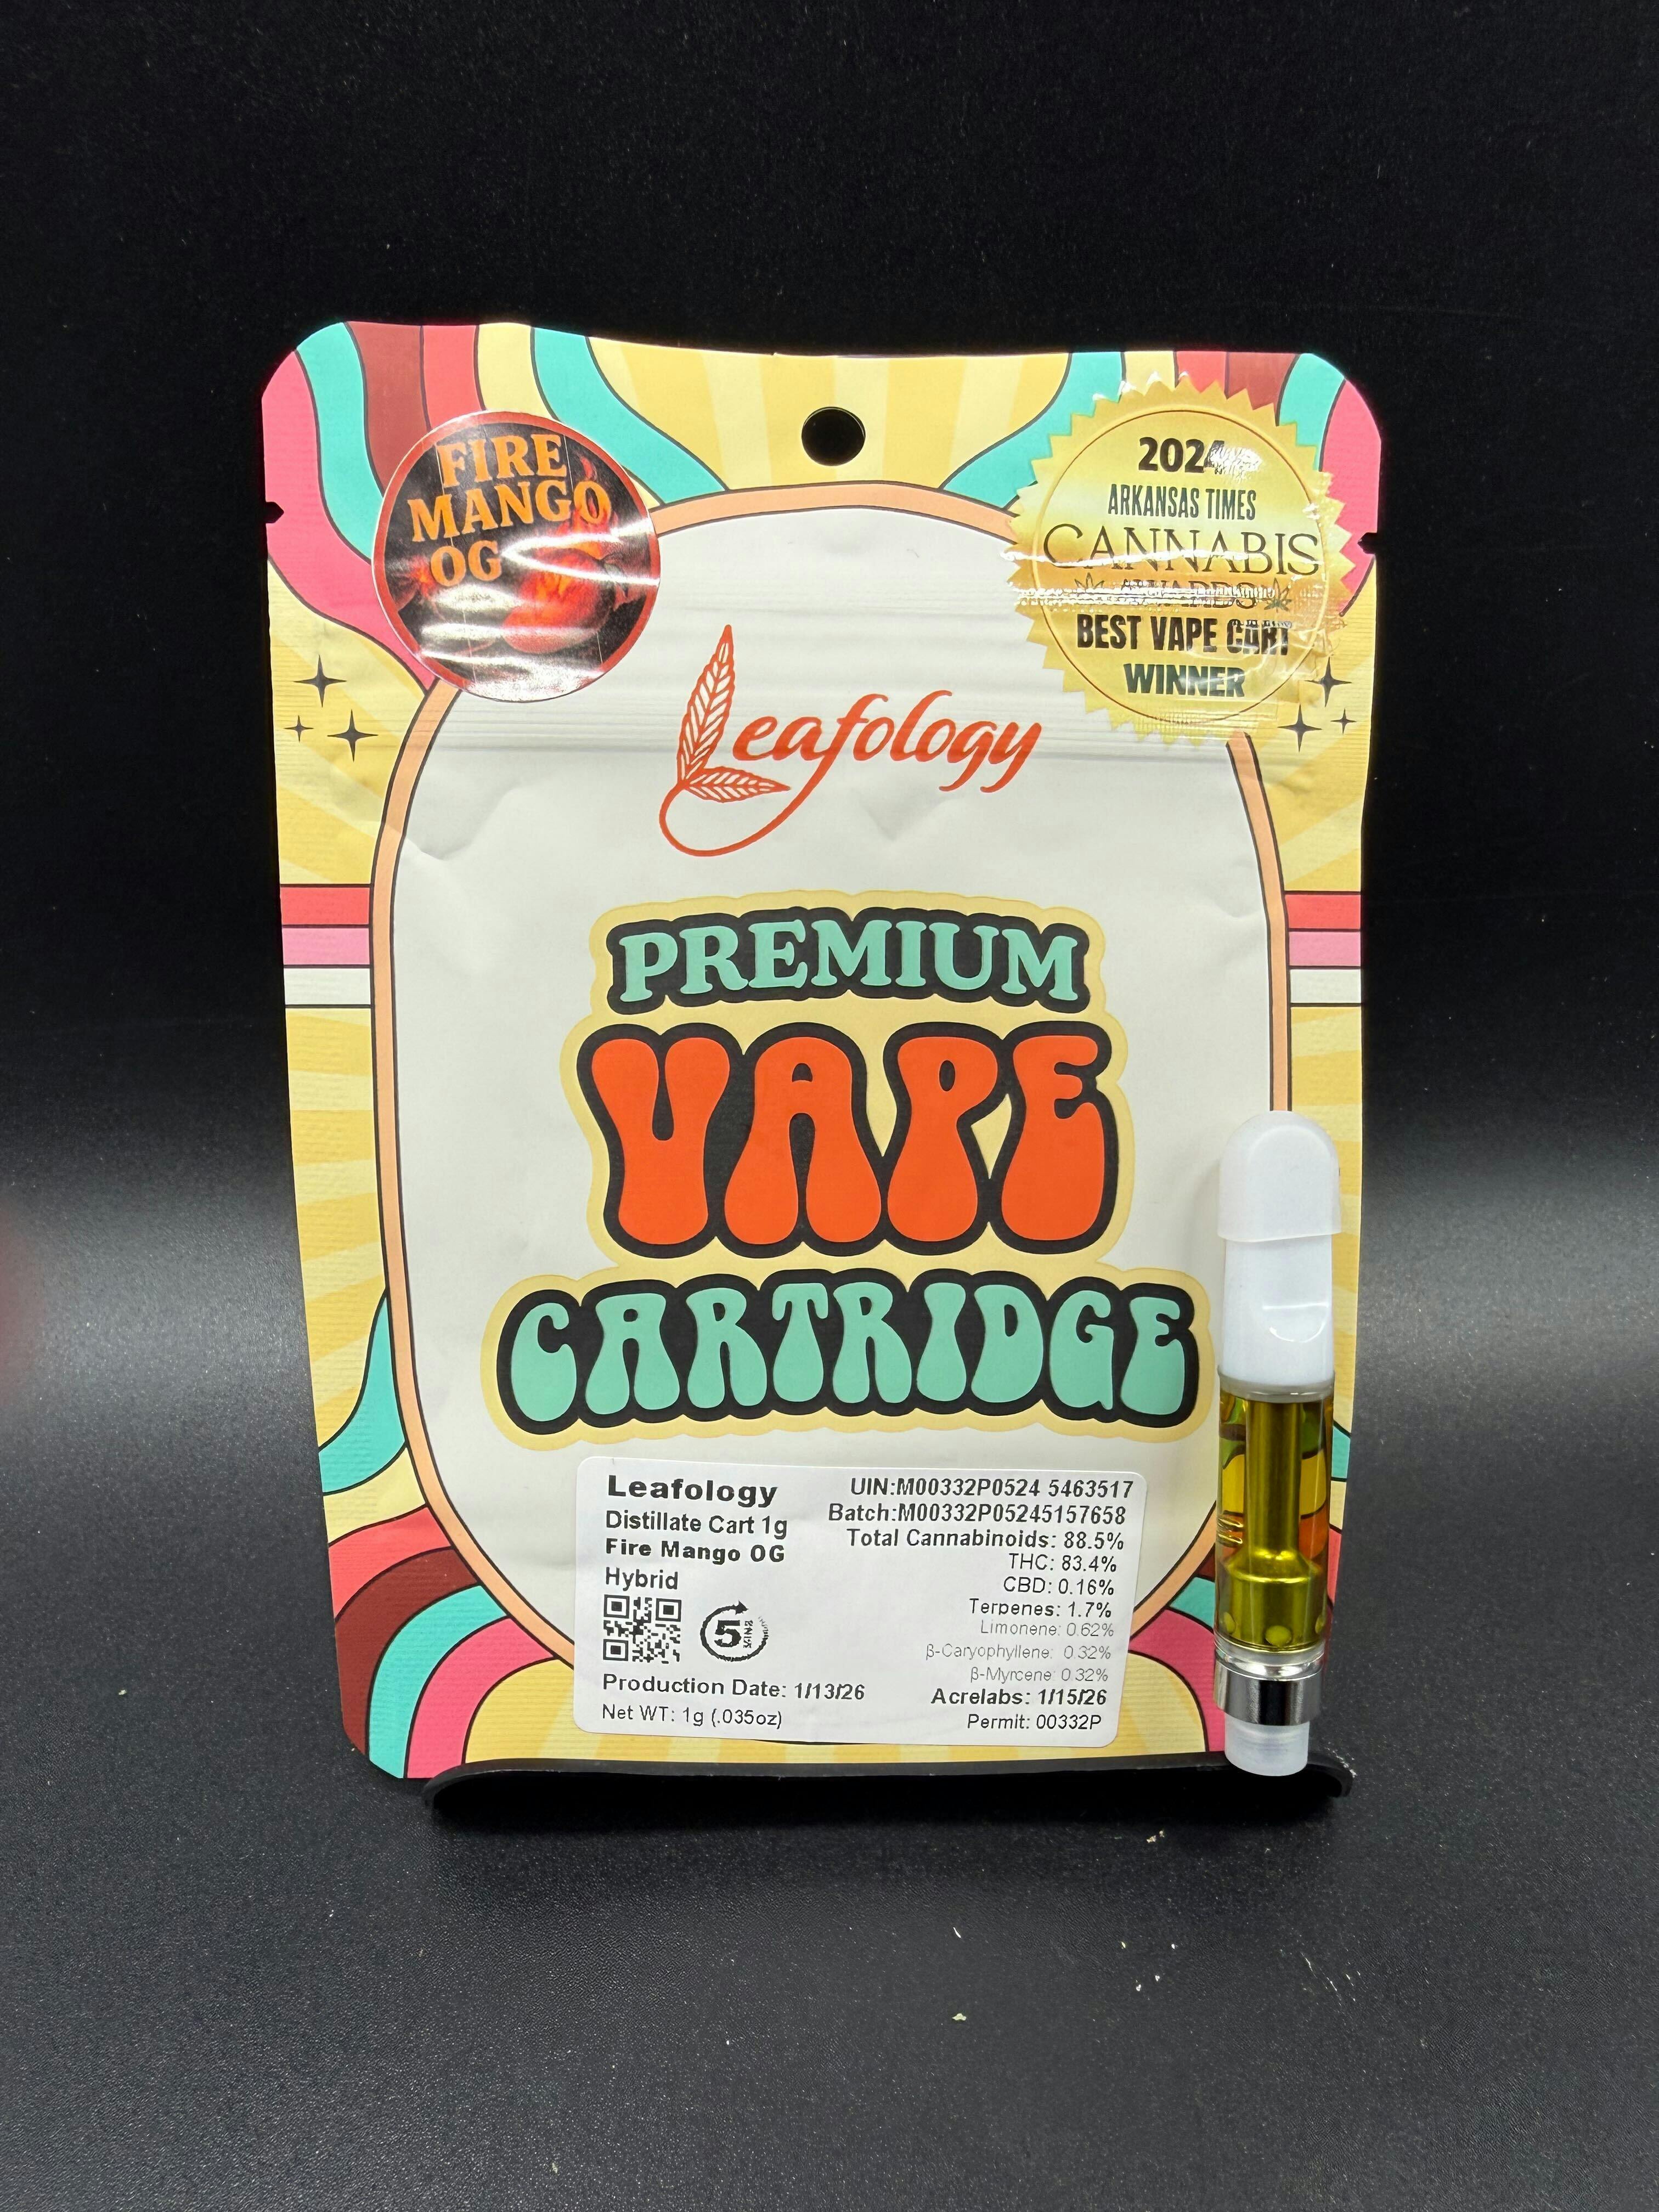 FIRE
MANGO
OG
2024
ARKANSAS TIMES
CANNABIS
AWARDS
BEST VAPE CART
WINNER
Leafology
PREMIUM
VAPE
CARTRIDGE
Leafology
Distillate Cart 1g
Fire Mango OG
Hybrid
5 MINS
Production Date: 1/13/26
Net WT: 1g (.035oz)
UIN:M00332P0524 5463517
Batch:M00332P05245157658
Total Cannabinoids: 88.5%
THC: 83.4%
CBD: 0.16%
Terpenes: 1.7%
Limonene: 0.62%
β-Caryophyllene: 0.32%
β-Myrcene: 0.32%
Acrelabs: 1/15/26
Permit: 00332P